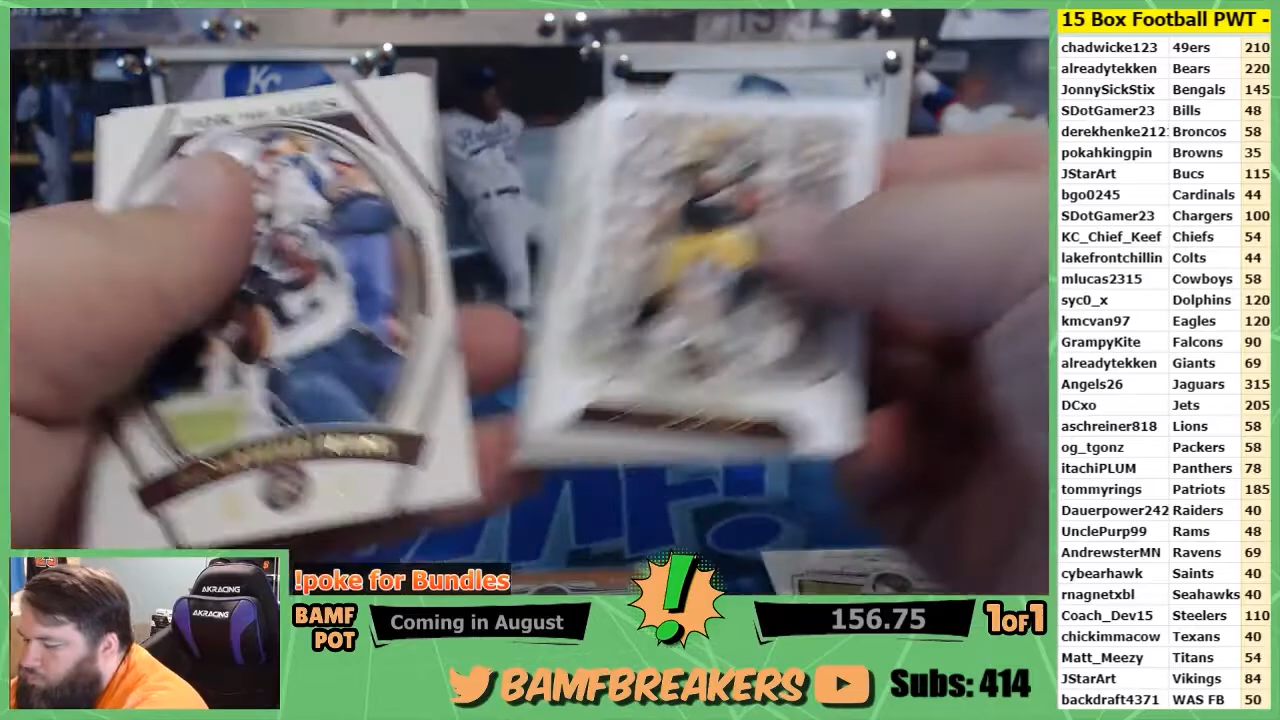 15 Box Football PWT -
chadwicke123 49ers 210
alreadytekken Bears 220
JonnySickStix Bengals 145
SDotGamer23 Bills 48
derekhenke212 Broncos 58
pokahkingpin Browns 35
JStarArt Bucs 115
bgo0245 Cardinals 44
SDotGamer23 Chargers 100
KC_Chief_Keef Chiefs 54
lakefrontchillin Colts 44
mlucas2315 Cowboys 58
syc0_x Dolphins 120
kmcvan97 Eagles 120
GrampyKite Falcons 90
alreadytekken Giants 69
Angels26 Jaguars 315
DCxo Jets 205
aschreiner818 Lions 58
og_tgonz Packers 58
itachiPLUM Panthers 78
tommyrings Patriots 185
Dauerpower242 Raiders 40
UnclePurp99 Rams 48
AndrewsterMN Ravens 69
cybearhawk Saints 40
rnagnetxbl Seahawks 40
Coach_Dev15 Steelers 110
chickimmacow Texans 40
Matt_Meezy Titans 54
JStarArt Vikings 84
backdraft4371 WAS FB 50
KC
AKRACING
AKRACING
!poke for Bundles
BAMF
POT
Coming in August
!
156.75
1 OF 1
BAMFBREAKERS
Subs: 414